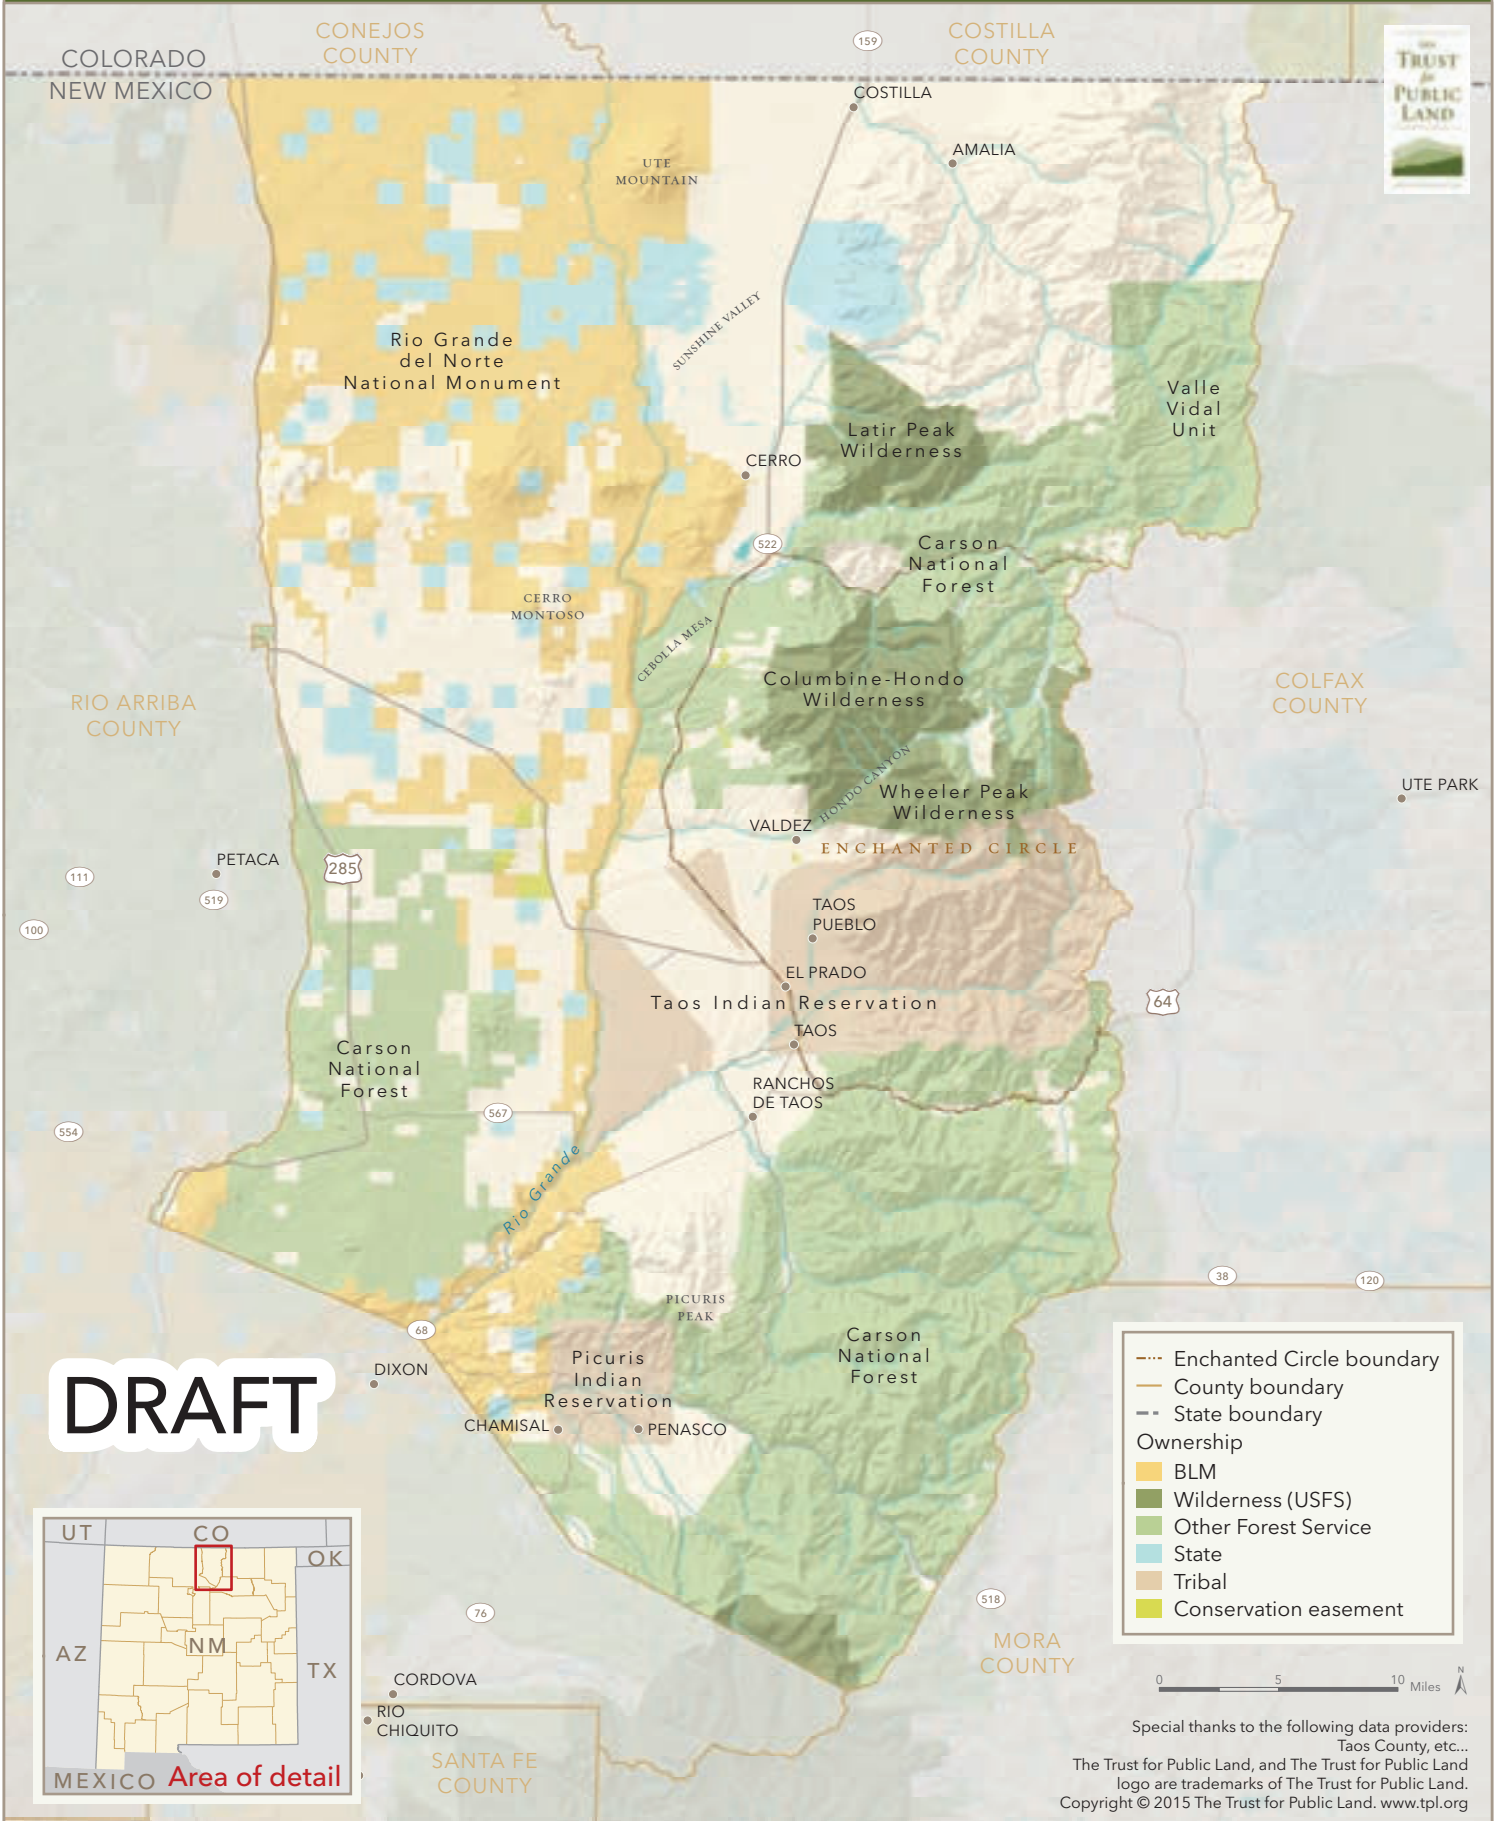 CONEJOS
COUNTY
COSTILLA
COUNTY
159
COLORADO
NEW MEXICO
THE
TRUST
for
PUBLIC
LAND
COSTILLA
AMALIA
UTE
MOUNTAIN
SUNSHINE VALLEY
Rio Grande
del Norte
National Monument
Valle
Vidal
Unit
Latir Peak
Wilderness
CERRO
522
Carson
National
Forest
CERRO
MONTOSO
CEBOLLA MESA
Columbine-Hondo
Wilderness
RIO ARRIBA
COUNTY
COLFAX
COUNTY
HONDO CANYON
Wheeler Peak
Wilderness
UTE PARK
VALDEZ
ENCHANTED CIRCLE
PETACA
285
111
519
100
TAOS
PUEBLO
EL PRADO
Taos Indian Reservation
64
TAOS
Carson
National
Forest
RANCHOS
DE TAOS
567
554
Rio Grande
38
120
PICURIS
PEAK
68
Carson
National
Forest
DIXON
Picuris
Indian
Reservation
CHAMISAL
PENASCO
DRAFT
Enchanted Circle boundary
County boundary
State boundary
Ownership
BLM
Wilderness (USFS)
Other Forest Service
State
Tribal
Conservation easement
UT
CO
OK
AZ
NM
TX
MEXICO
Area of detail
76
518
MORA
COUNTY
CORDOVA
RIO
CHIQUITO
SANTA FE
COUNTY
0
5
10
Miles
N
Special thanks to the following data providers:
Taos County, etc...
The Trust for Public Land, and The Trust for Public Land
logo are trademarks of The Trust for Public Land.
Copyright © 2015 The Trust for Public Land. www.tpl.org